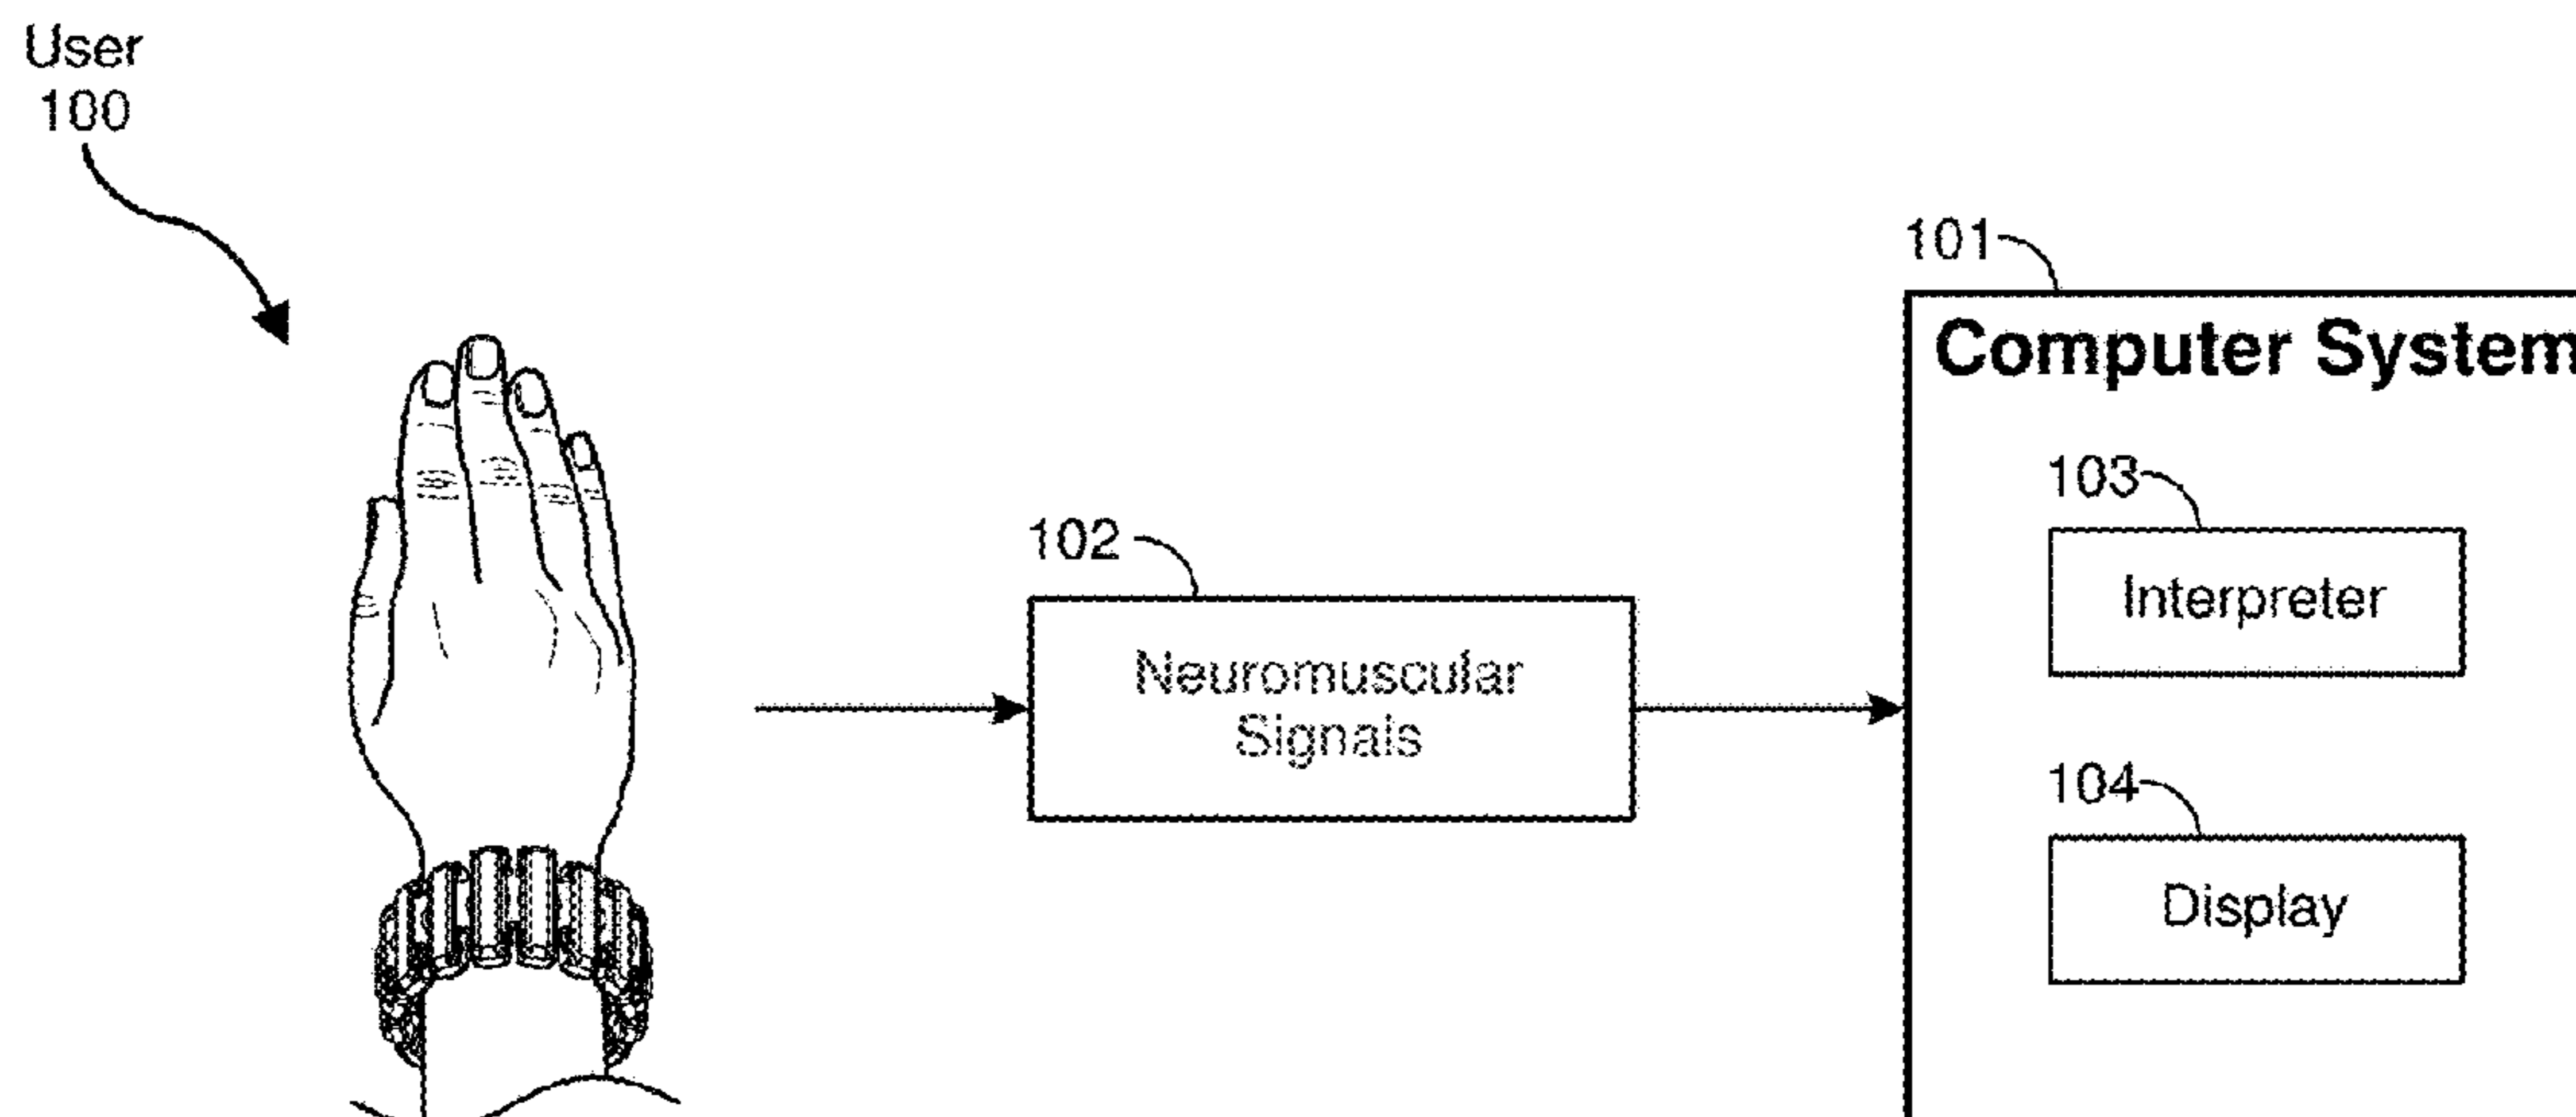 User
100
101
Computer System
103
102
Interpreter
Neuromuscular
Signals
104
Display